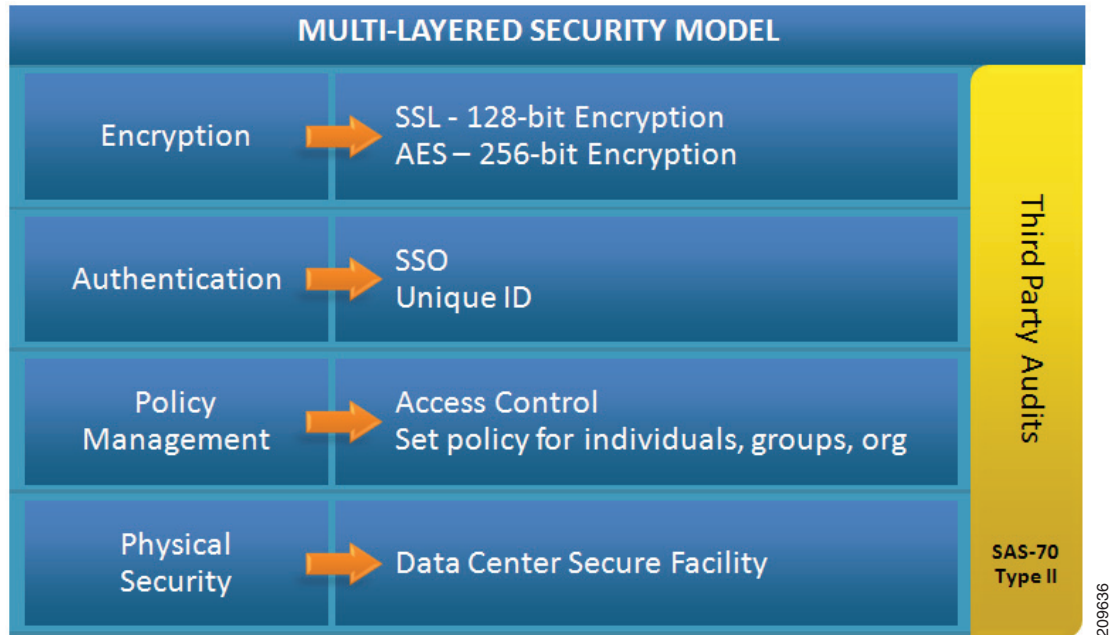 MULTI-LAYERED SECURITY MODEL
Encryption
SSL - 128-bit Encryption
AES – 256-bit Encryption
Authentication
SSO
Unique ID
Policy
Management
Access Control
Set policy for individuals, groups, org
Physical
Security
Data Center Secure Facility
Third Party Audits
SAS-70
Type II
209636